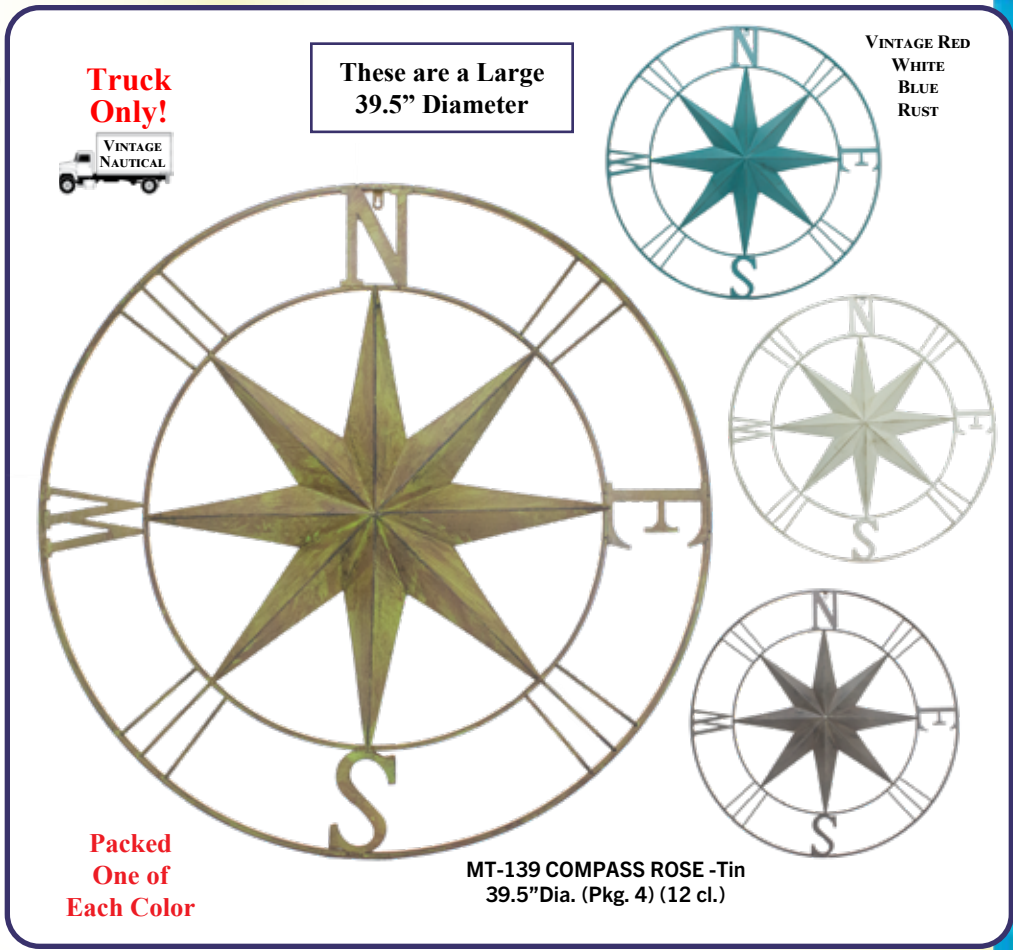 Truck
Only!
VINTAGE
NAUTICAL
These are a Large
39.5” Diameter
VINTAGE RED
WHITE
BLUE
RUST
N
W
E
S
N
W
E
S
N
W
E
S
N
W
E
S
Packed
One of
Each Color
MT-139 COMPASS ROSE -Tin
39.5”Dia. (Pkg. 4) (12 cl.)